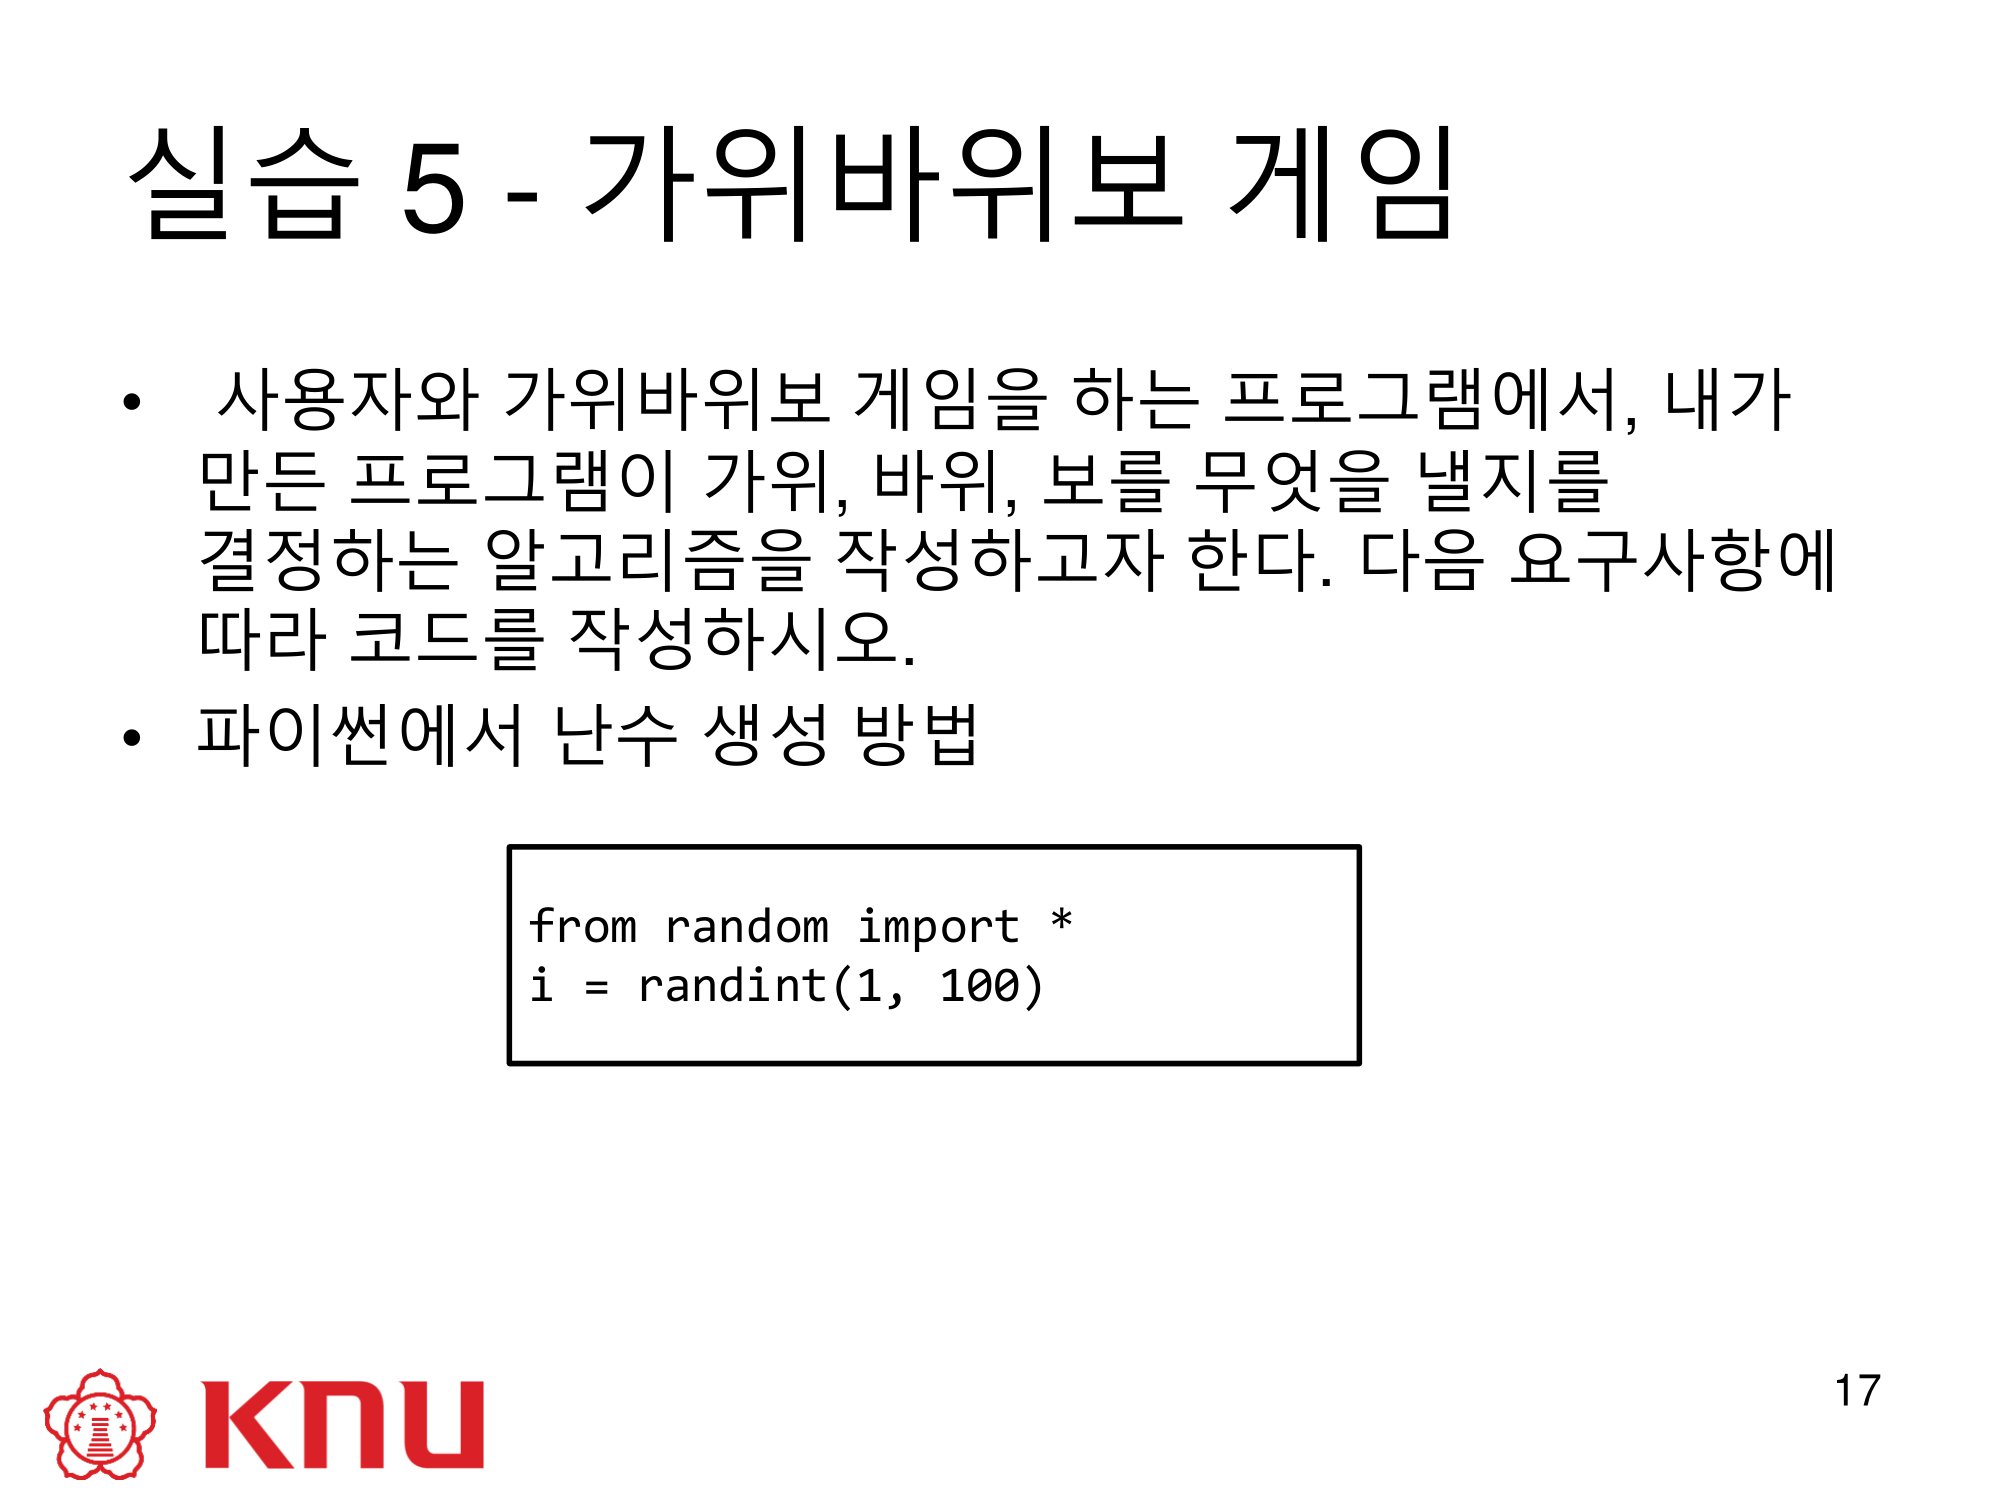 실습 5 - 가위바위보 게임
• 사용자와 가위바위보 게임을 하는 프로그램에서, 내가
만든 프로그램이 가위, 바위, 보를 무엇을 낼지를
결정하는 알고리즘을 작성하고자 한다. 다음 요구사항에
따라 코드를 작성하시오.
• 파이썬에서 난수 생성 방법
from random import *
i = randint(1, 100)
KNU
17